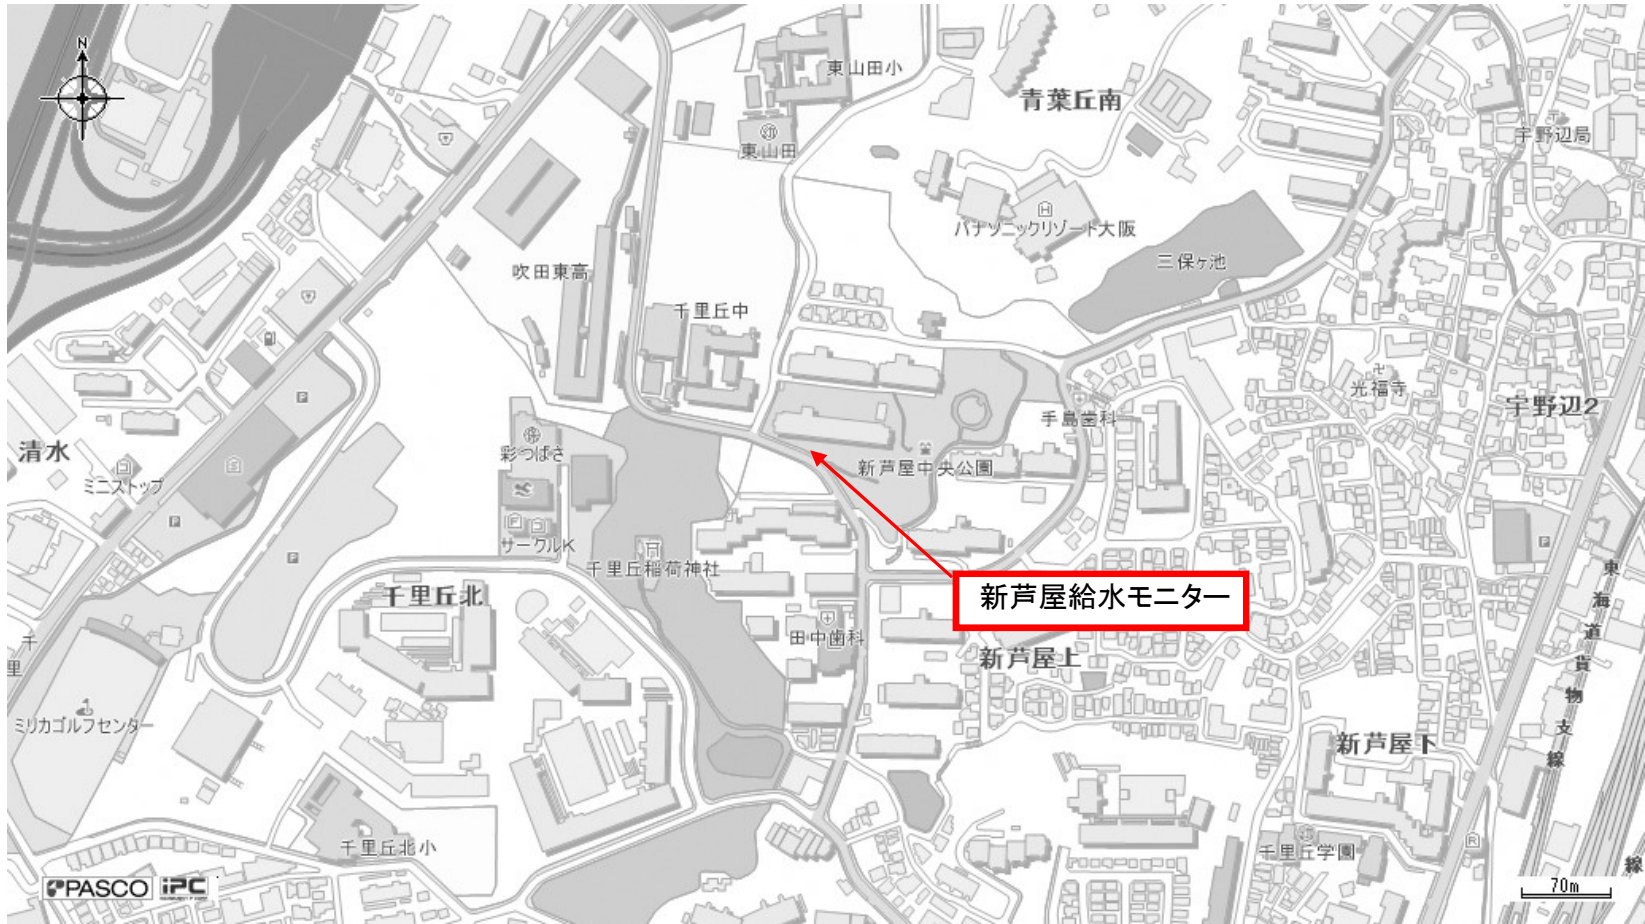 N
東山田小
青葉丘南
幼
東山田
宇野辺局
H
パナソニックリゾート大阪
三保ヶ池
吹田東高
千里丘中
光福寺
手島歯科
宇野辺2
清水
P
S
ミニストップ
彩つばさ
新芦屋中央公園
P
P
F
サークルK
P
千里丘稲荷神社
千里丘北
新芦屋給水モニター
田中歯科
新芦屋上
千里
東海道貨物支線
ミリカゴルフセンター
新芦屋下
千里丘北小
幼
千里丘学園
R
線
PASCO iPC
70m